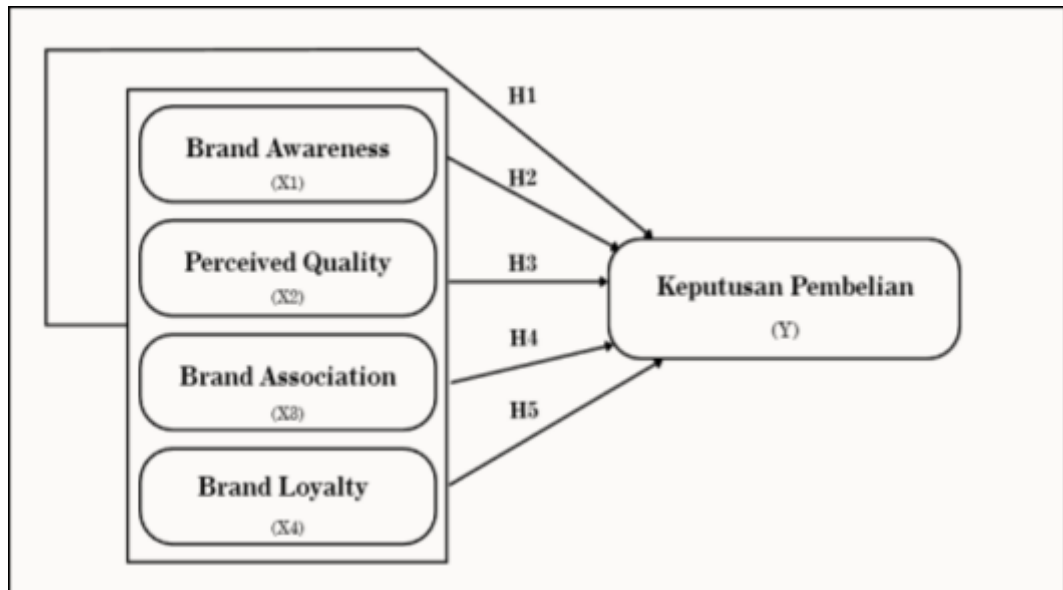 H1
Brand Awareness
(X1)
H2
Perceived Quality
(X2)
H3
Keputusan Pembelian
(Y)
Brand Association
(X3)
H4
Brand Loyalty
(X4)
H5